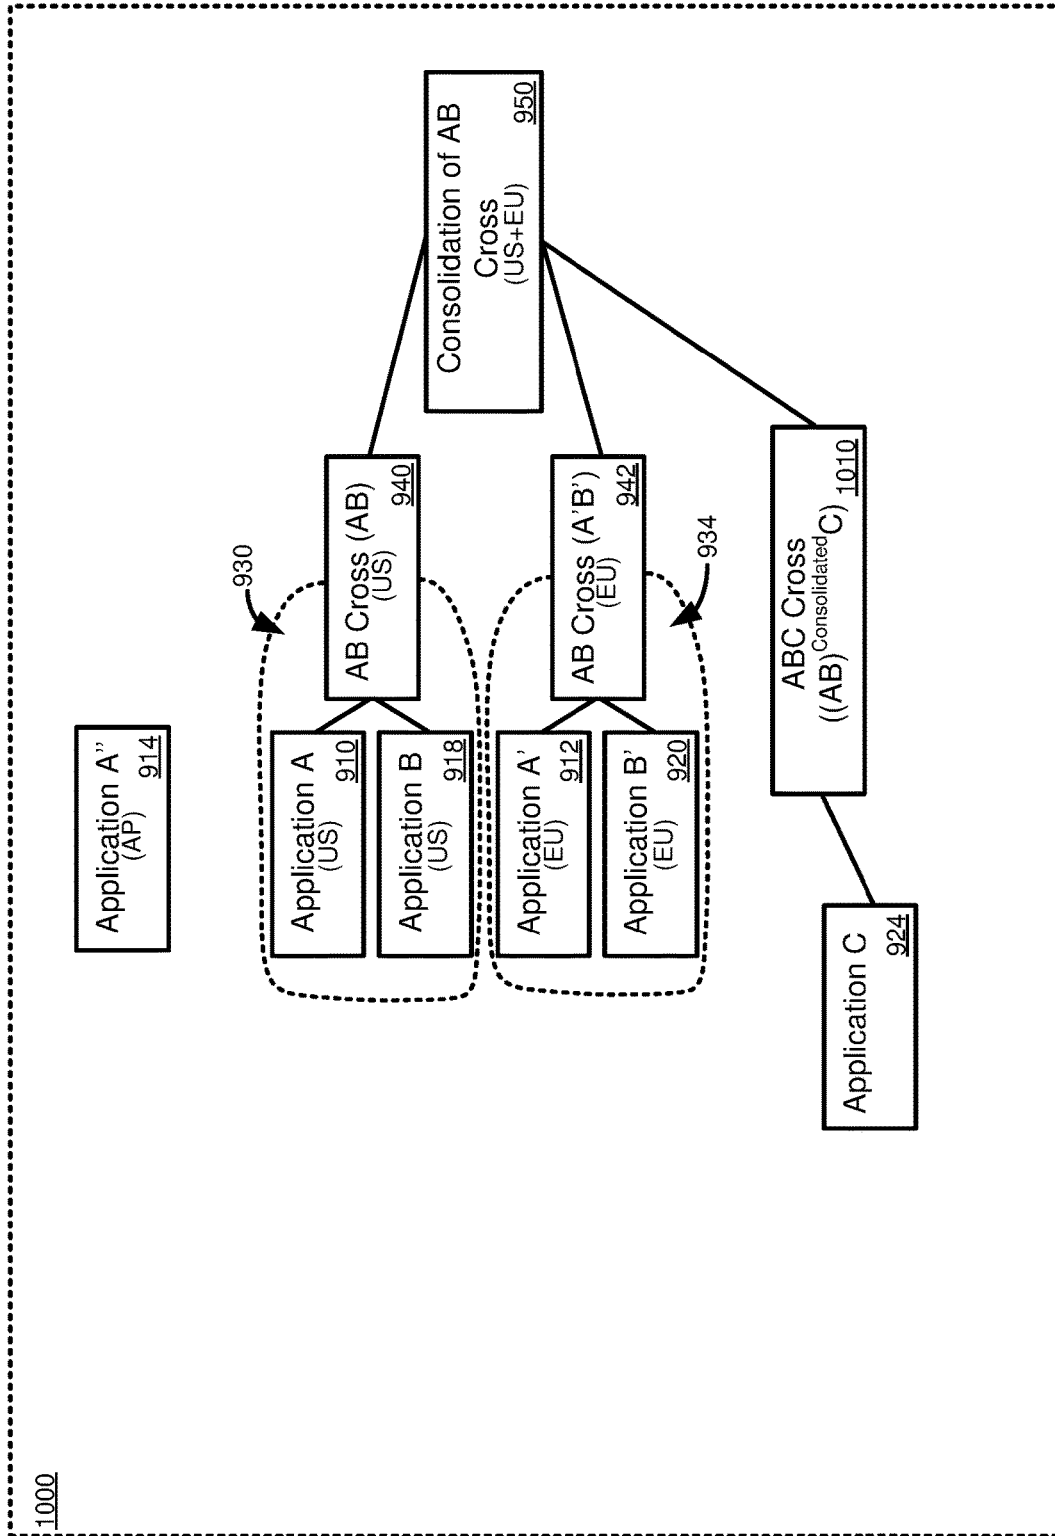 1000
Application A''
(AP)
914
930
Application A
(US)
910
Application B
(US)
918
AB Cross (AB)
(US)
940
Application A'
(EU)
912
Application B'
(EU)
920
AB Cross (A'B')
(EU)
942
934
Consolidation of AB
Cross
(US+EU)
950
Application C
924
ABC Cross
((AB)ConsolidatedC)
1010